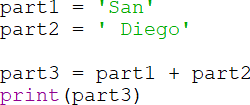 part1 = 'San'
part2 = ' Diego'
part3 = part1 + part2
print(part3)